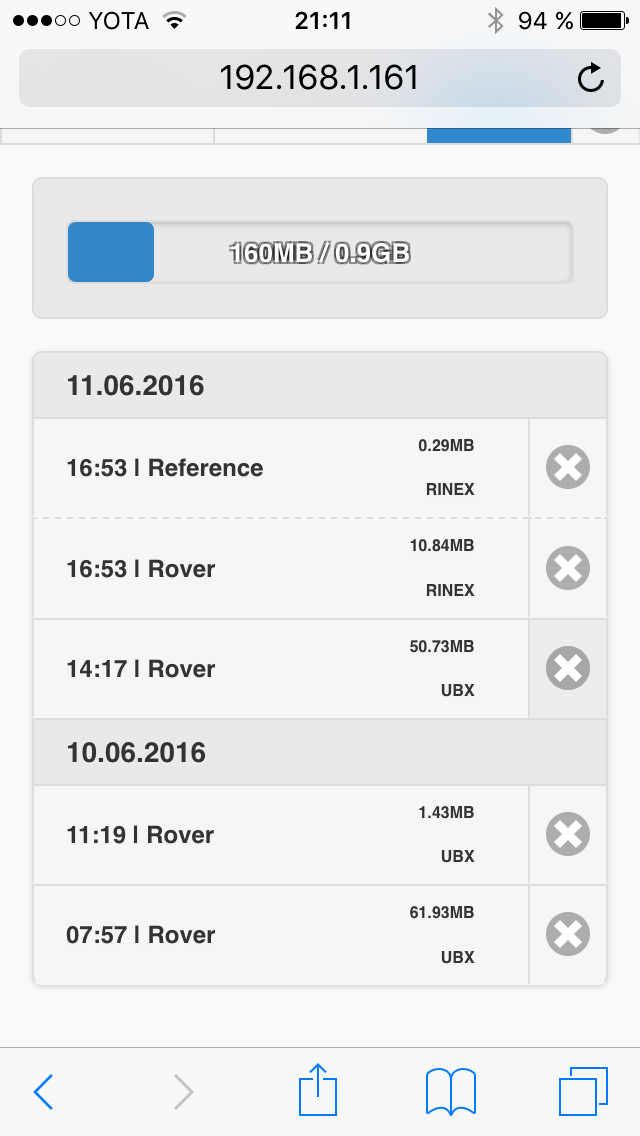 YOTA 21:11 94 %
192.168.1.161
160MB / 0.9GB
11.06.2016
16:53 | Reference
0.29MB
RINEX
16:53 | Rover
10.84MB
RINEX
14:17 | Rover
50.73MB
UBX
10.06.2016
11:19 | Rover
1.43MB
UBX
07:57 | Rover
61.93MB
UBX